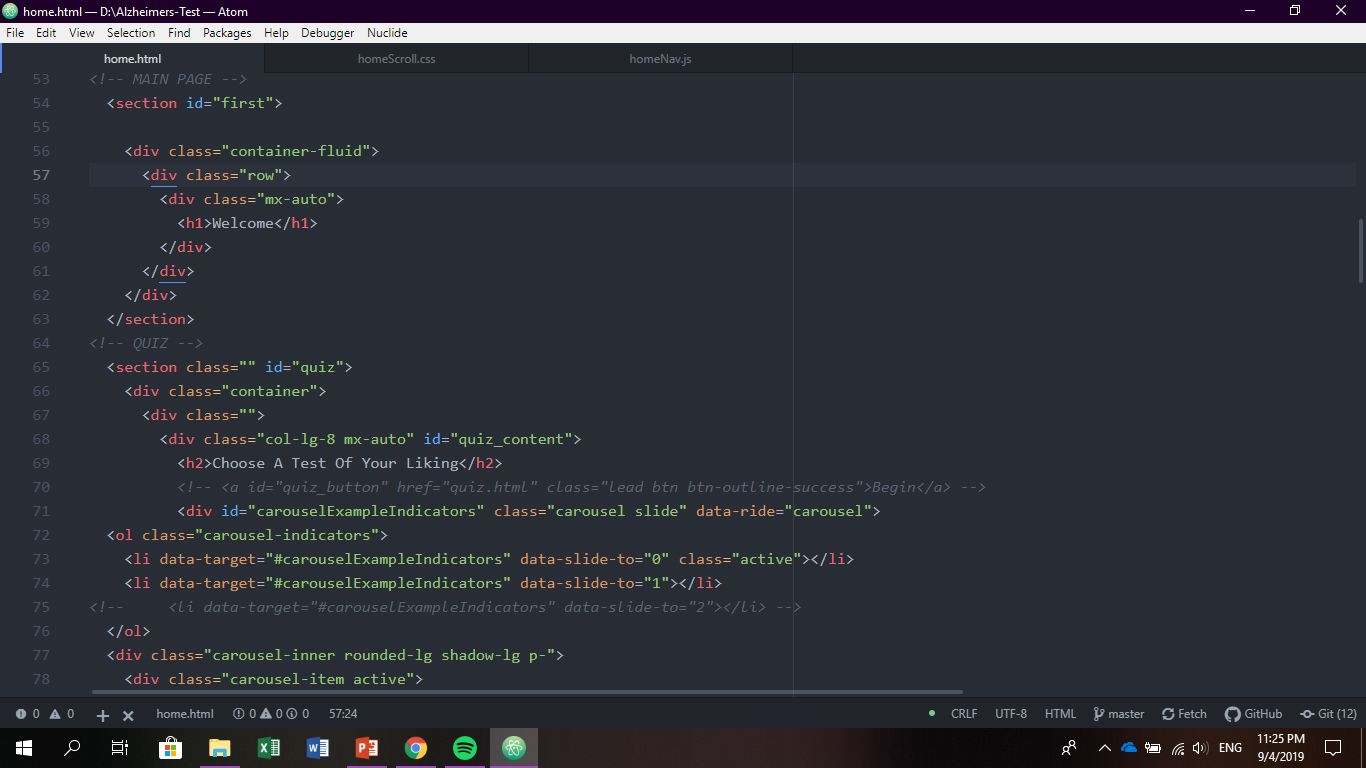 home.html — D:\Alzheimers-Test — Atom
File Edit View Selection Find Packages Help Debugger Nuclide
home.html homeScroll.css homeNav.js
53 <!-- MAIN PAGE -->
54 <section id="first">
55
56 <div class="container-fluid">
57 <div class="row">
58 <div class="mx-auto">
59 <h1>Welcome</h1>
60 </div>
61 </div>
62 </div>
63 </section>
64 <!-- QUIZ -->
65 <section class="" id="quiz">
66 <div class="container">
67 <div class="">
68 <div class="col-lg-8 mx-auto" id="quiz_content">
69 <h2>Choose A Test Of Your Liking</h2>
70 <!-- <a id="quiz_button" href="quiz.html" class="lead btn btn-outline-success">Begin</a> -->
71 <div id="carouselExampleIndicators" class="carousel slide" data-ride="carousel">
72 <ol class="carousel-indicators">
73 <li data-target="#carouselExampleIndicators" data-slide-to="0" class="active"></li>
74 <li data-target="#carouselExampleIndicators" data-slide-to="1"></li>
75 <!-- <li data-target="#carouselExampleIndicators" data-slide-to="2"></li> -->
76 </ol>
77 <div class="carousel-inner rounded-lg shadow-lg p-">
78 <div class="carousel-item active">
0 0 home.html 0 0 0 57:24 CRLF UTF-8 HTML master Fetch GitHub Git (12)
ENG 11:25 PM
9/4/2019